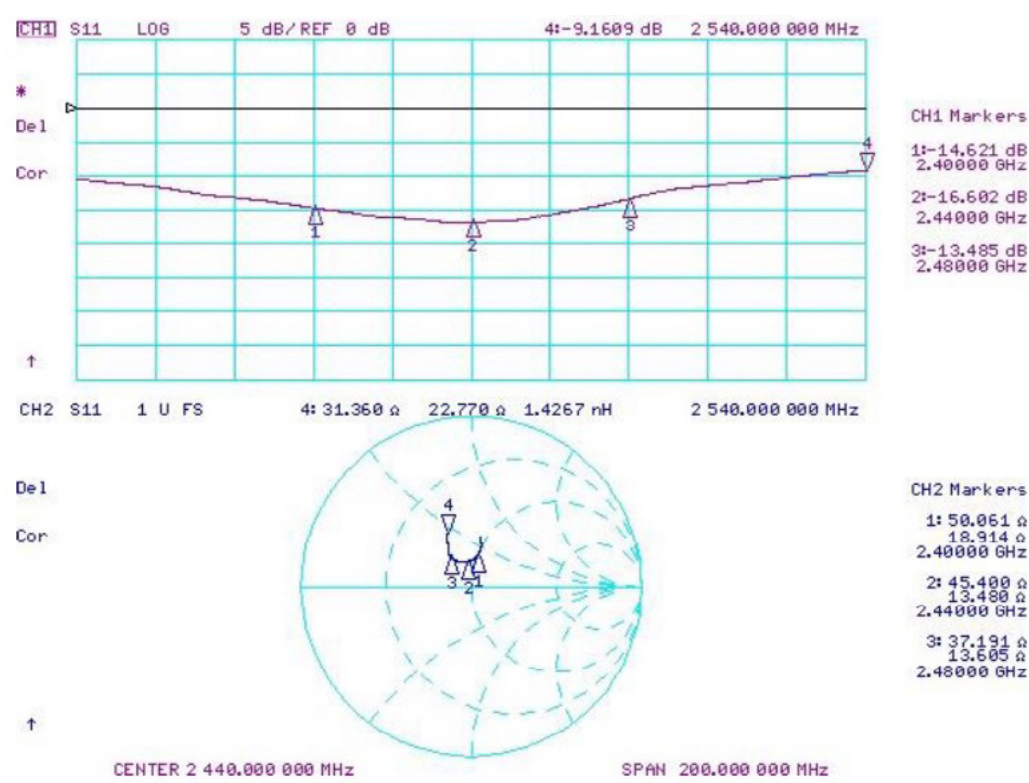 CH1 S11 LOG 5 dB/REF 0 dB 4:-9.1609 dB 2 540.000 000 MHz
*
Del
Cor
↑
1
2
3
4
CH1 Markers
1:-14.621 dB
2.40000 GHz
2:-16.602 dB
2.44000 GHz
3:-13.485 dB
2.48000 GHz
CH2 S11 1 U FS 4: 31.360 Ω 22.770 Ω 1.4267 nH 2 540.000 000 MHz
Del
Cor
↑
4
3
2
1
CH2 Markers
1: 50.061 Ω
18.914 Ω
2.40000 GHz
2: 45.400 Ω
13.480 Ω
2.44000 GHz
3: 37.191 Ω
13.605 Ω
2.48000 GHz
CENTER 2 440.000 000 MHz SPAN 200.000 000 MHz